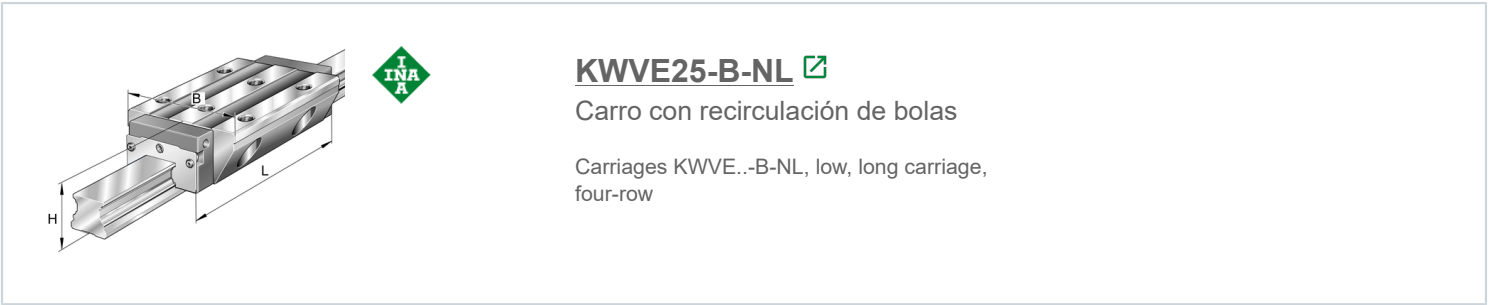 B
L
H
I
INA
A
KWVE25-B-NL
Carro con recirculación de bolas
Carriages KWVE..-B-NL, low, long carriage,
four-row